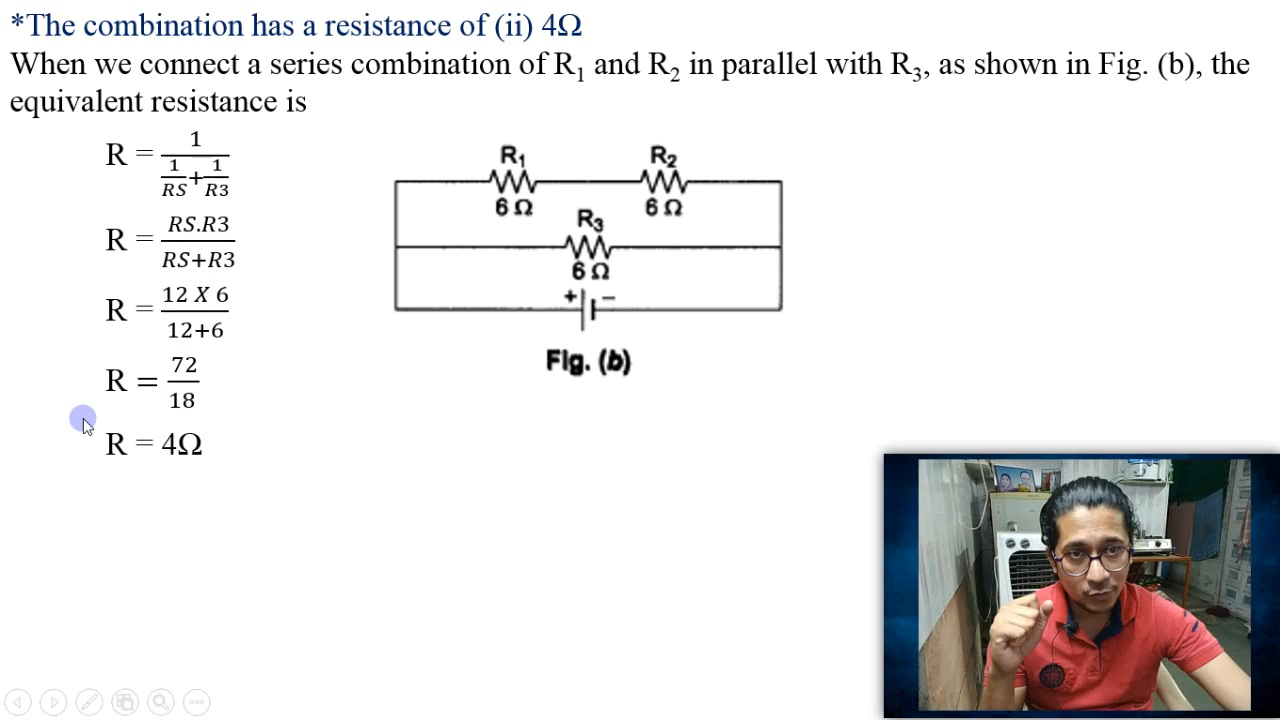 *The combination has a resistance of (ii) 4Ω
When we connect a series combination of R₁ and R₂ in parallel with R₃, as shown in Fig. (b), the
equivalent resistance is
R = 1 / (1/RS + 1/R3)
R = RS.R3 / RS+R3
R = 12 X 6 / 12+6
R = 72 / 18
R = 4Ω
R₁
R₂
6 Ω
6 Ω
R₃
6 Ω
+ −
Fig. (b)